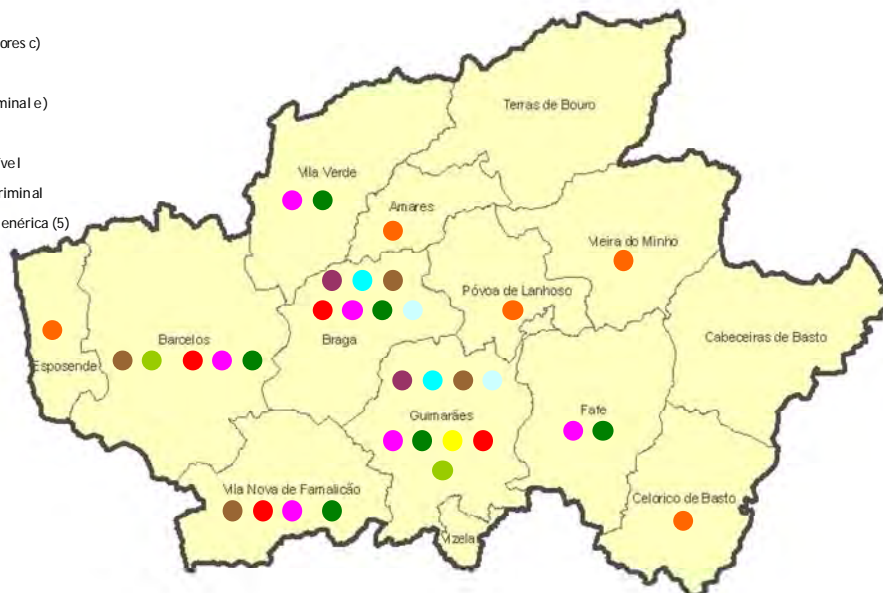 ores c)
minal e)
vel
riminal
enérica (5)
Terras de Bouro
Vila Verde
Amares
Vieira do Minho
Póvoa de Lanhoso
Cabeceiras de Basto
Barcelos
Braga
Esposende
Guimarães
Fafe
Vila Nova de Famalicão
Celorico de Basto
Vizela